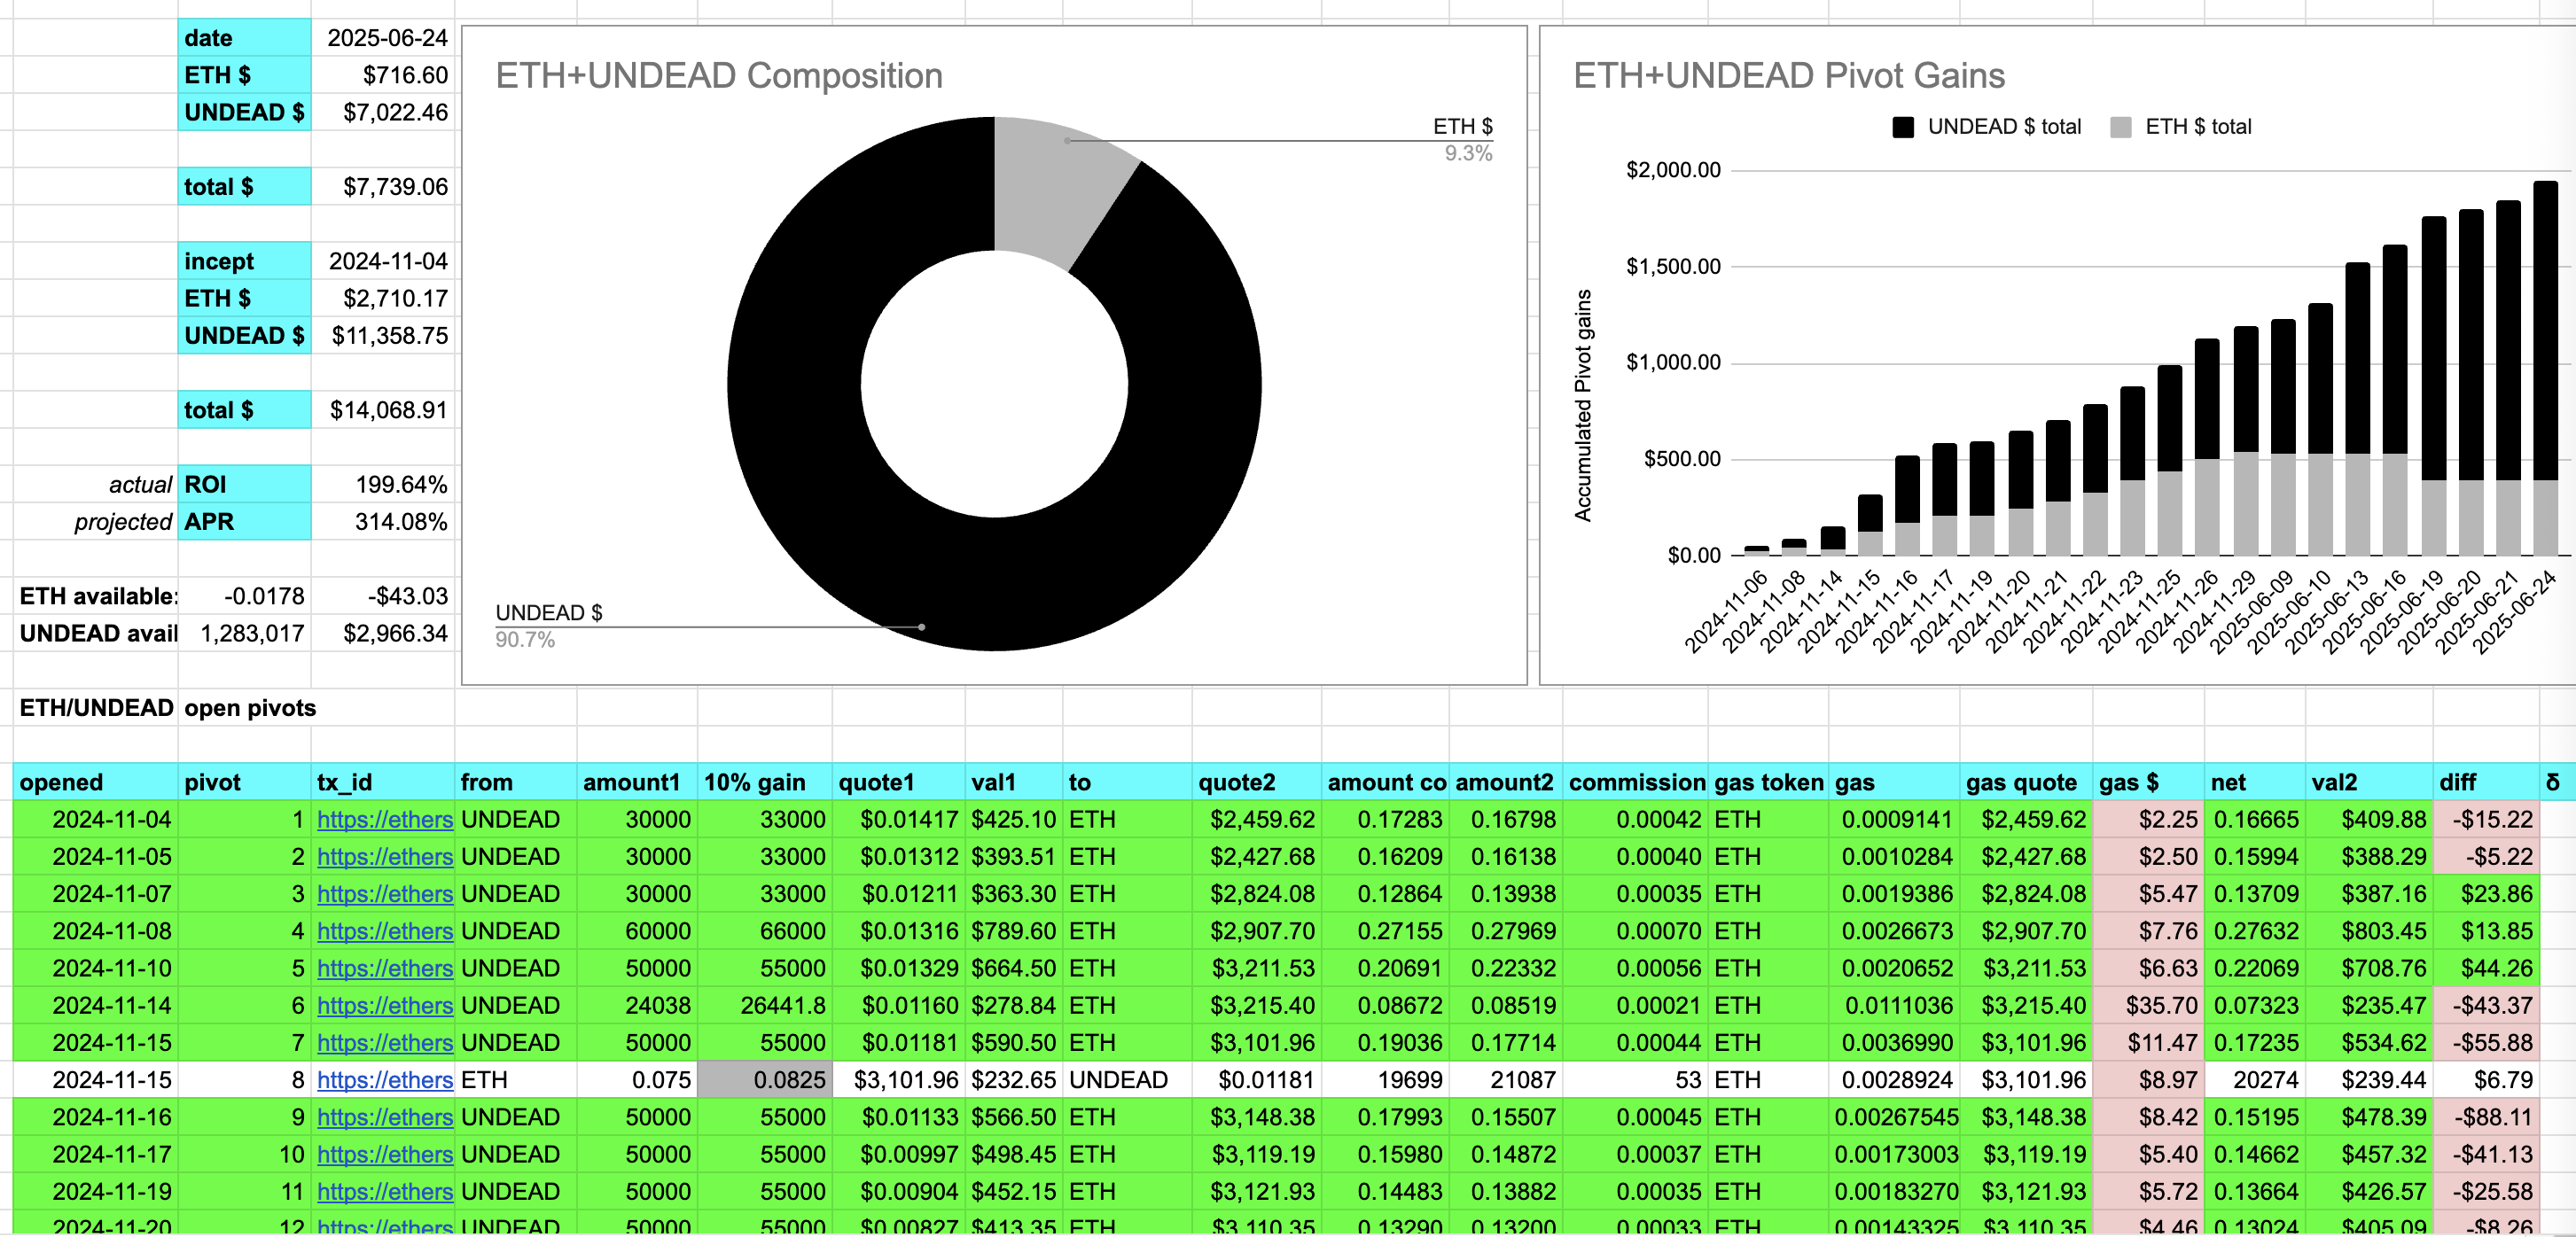 date 2025-06-24
ETH $ $716.60
UNDEAD $ $7,022.46
total $ $7,739.06
incept 2024-11-04
ETH $ $2,710.17
UNDEAD $ $11,358.75
total $ $14,068.91
actual ROI 199.64%
projected APR 314.08%
ETH available: -0.0178 -$43.03
UNDEAD avail 1,283,017 $2,966.34
ETH+UNDEAD Composition
ETH $
9.3%
UNDEAD $
90.7%
ETH+UNDEAD Pivot Gains
UNDEAD $ total ETH $ total
Accumulated Pivot gains
$2,000.00
$1,500.00
$1,000.00
$500.00
$0.00
2024-11-06 2024-11-08 2024-11-14 2024-11-15 2024-11-16 2024-11-17 2024-11-19 2024-11-20 2024-11-21 2024-11-22 2024-11-23 2024-11-25 2024-11-26 2024-11-29 2025-06-09 2025-06-10 2025-06-13 2025-06-16 2025-06-19 2025-06-20 2025-06-21 2025-06-24
ETH/UNDEAD open pivots
opened pivot tx_id from amount1 10% gain quote1 val1 to quote2 amount co amount2 commission gas token gas gas quote gas $ net val2 diff δ
2024-11-04 1 https://ethers UNDEAD 30000 33000 $0.01417 $425.10 ETH $2,459.62 0.17283 0.16798 0.00042 ETH 0.0009141 $2,459.62 $2.25 0.16665 $409.88 -$15.22
2024-11-05 2 https://ethers UNDEAD 30000 33000 $0.01312 $393.51 ETH $2,427.68 0.16209 0.16138 0.00040 ETH 0.0010284 $2,427.68 $2.50 0.15994 $388.29 -$5.22
2024-11-07 3 https://ethers UNDEAD 30000 33000 $0.01211 $363.30 ETH $2,824.08 0.12864 0.13938 0.00035 ETH 0.0019386 $2,824.08 $5.47 0.13709 $387.16 $23.86
2024-11-08 4 https://ethers UNDEAD 60000 66000 $0.01316 $789.60 ETH $2,907.70 0.27155 0.27969 0.00070 ETH 0.0026673 $2,907.70 $7.76 0.27632 $803.45 $13.85
2024-11-10 5 https://ethers UNDEAD 50000 55000 $0.01329 $664.50 ETH $3,211.53 0.20691 0.22332 0.00056 ETH 0.0020652 $3,211.53 $6.63 0.22069 $708.76 $44.26
2024-11-14 6 https://ethers UNDEAD 24038 26441.8 $0.01160 $278.84 ETH $3,215.40 0.08672 0.08519 0.00021 ETH 0.0111036 $3,215.40 $35.70 0.07323 $235.47 -$43.37
2024-11-15 7 https://ethers UNDEAD 50000 55000 $0.01181 $590.50 ETH $3,101.96 0.19036 0.17714 0.00044 ETH 0.0036990 $3,101.96 $11.47 0.17235 $534.62 -$55.88
2024-11-15 8 https://ethers ETH 0.075 0.0825 $3,101.96 $232.65 UNDEAD $0.01181 19699 21087 53 ETH 0.0028924 $3,101.96 $8.97 20274 $239.44 $6.79
2024-11-16 9 https://ethers UNDEAD 50000 55000 $0.01133 $566.50 ETH $3,148.38 0.17993 0.15507 0.00045 ETH 0.00267545 $3,148.38 $8.42 0.15195 $478.39 -$88.11
2024-11-17 10 https://ethers UNDEAD 50000 55000 $0.00997 $498.45 ETH $3,119.19 0.15980 0.14872 0.00037 ETH 0.00173003 $3,119.19 $5.40 0.14662 $457.32 -$41.13
2024-11-19 11 https://ethers UNDEAD 50000 55000 $0.00904 $452.15 ETH $3,121.93 0.14483 0.13882 0.00035 ETH 0.00183270 $3,121.93 $5.72 0.13664 $426.57 -$25.58
2024-11-20 12 https://ethers UNDEAD 50000 55000 $0.00827 $413.35 ETH $3,110.35 0.13290 0.13200 0.00033 ETH 0.00143325 $3,110.35 $4.46 0.13024 $405.09 -$8.26